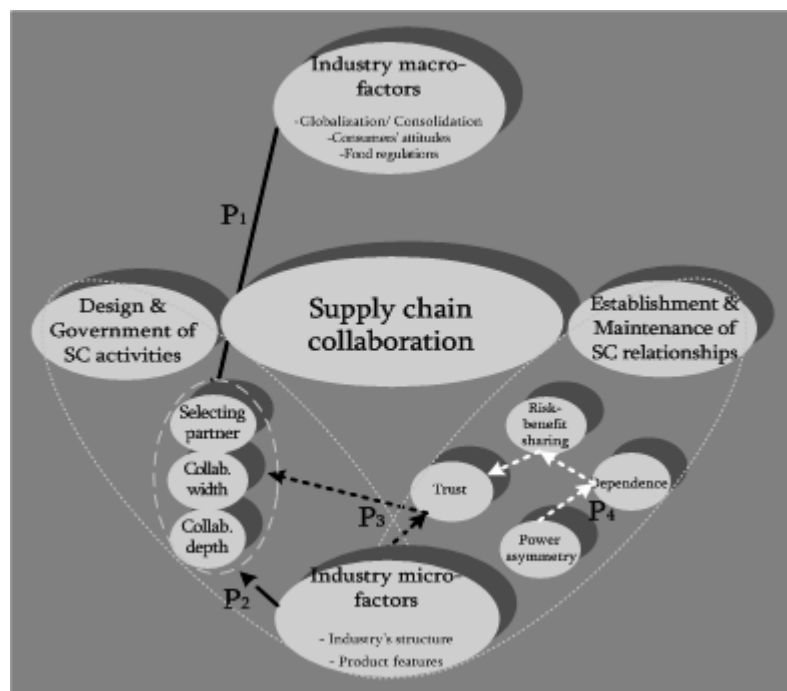 Industry macro-
factors
-Globalization/ Consolidation
-Consumers' attitudes
-Food regulations
P1
Design &
Government of
SC activities
Supply chain
collaboration
Establishment &
Maintenance of
SC relationships
Selecting
partner
Collab.
width
Collab.
depth
Risk-
benefit
sharing
Trust
Dependence
P3
P4
Power
asymmetry
P2
Industry micro-
factors
- Industry's structure
- Product features